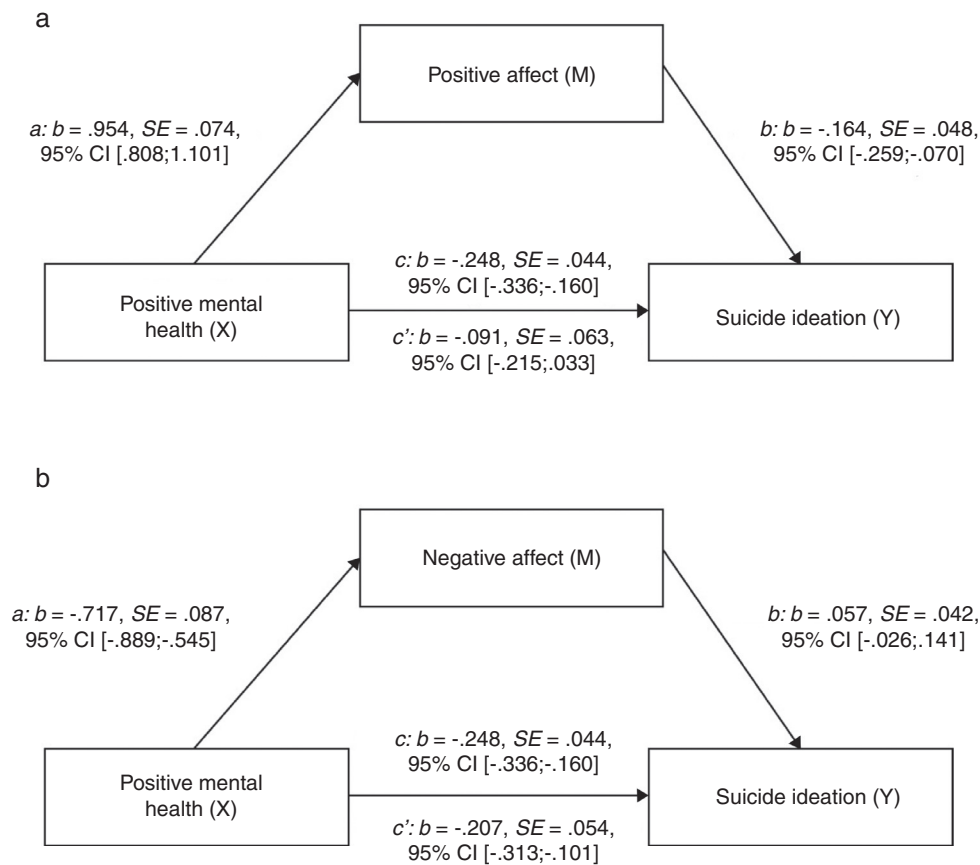 a
Positive affect (M)
a: b = .954, SE = .074,
95% CI [.808;1.101]
b: b = -.164, SE = .048,
95% CI [-.259;-.070]
c: b = -.248, SE = .044,
95% CI [-.336;-.160]
Positive mental
health (X)
Suicide ideation (Y)
c’: b = -.091, SE = .063,
95% CI [-.215;.033]
b
Negative affect (M)
a: b = -.717, SE = .087,
95% CI [-.889;-.545]
b: b = .057, SE = .042,
95% CI [-.026;.141]
c: b = -.248, SE = .044,
95% CI [-.336;-.160]
Positive mental
health (X)
Suicide ideation (Y)
c’: b = -.207, SE = .054,
95% CI [-.313;-.101]